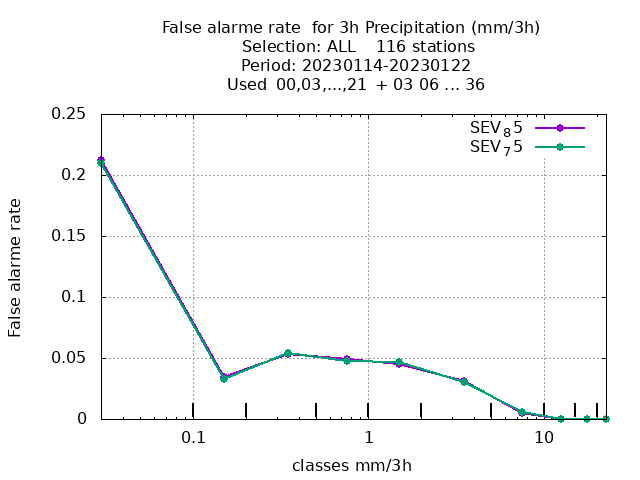 False alarme rate  for 3h Precipitation (mm/3h)
Selection: ALL    116 stations
Period: 20230114-20230122
Used  00,03,...,21  + 03 06 ... 36
SEV₈5
SEV₇5
0.25
0.2
0.15
0.1
0.05
0
False alarme rate
0.1
1
10
classes mm/3h